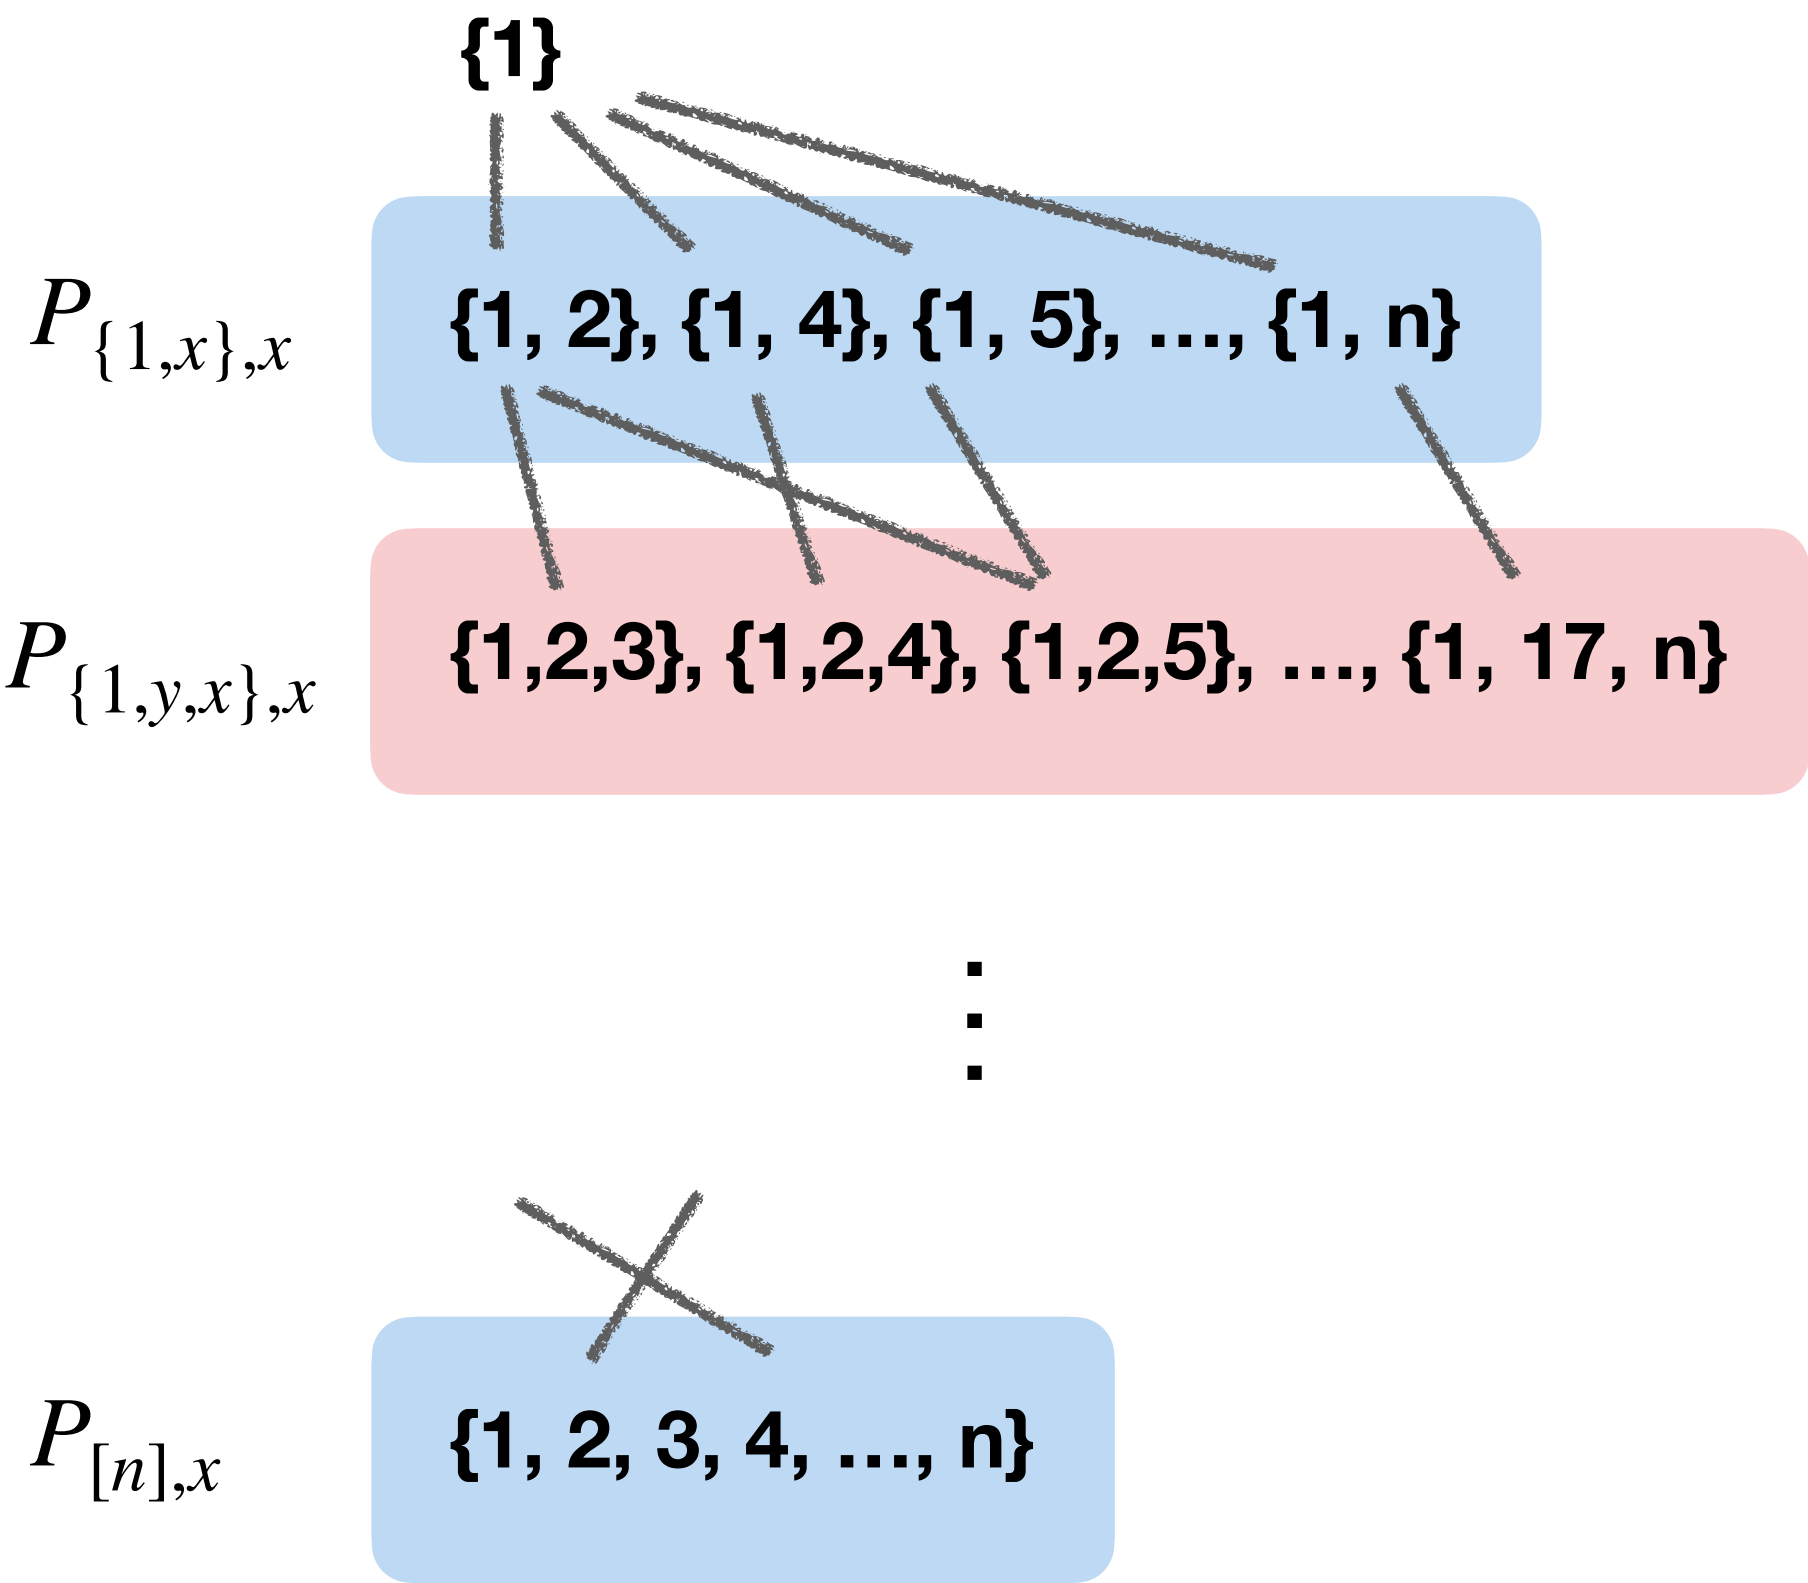 {1}
P_{{1,x},x} {1, 2}, {1, 4}, {1, 5}, ..., {1, n}
P_{{1,y,x},x} {1,2,3}, {1,2,4}, {1,2,5}, ..., {1, 17, n}
P_{[n],x} {1, 2, 3, 4, ..., n}